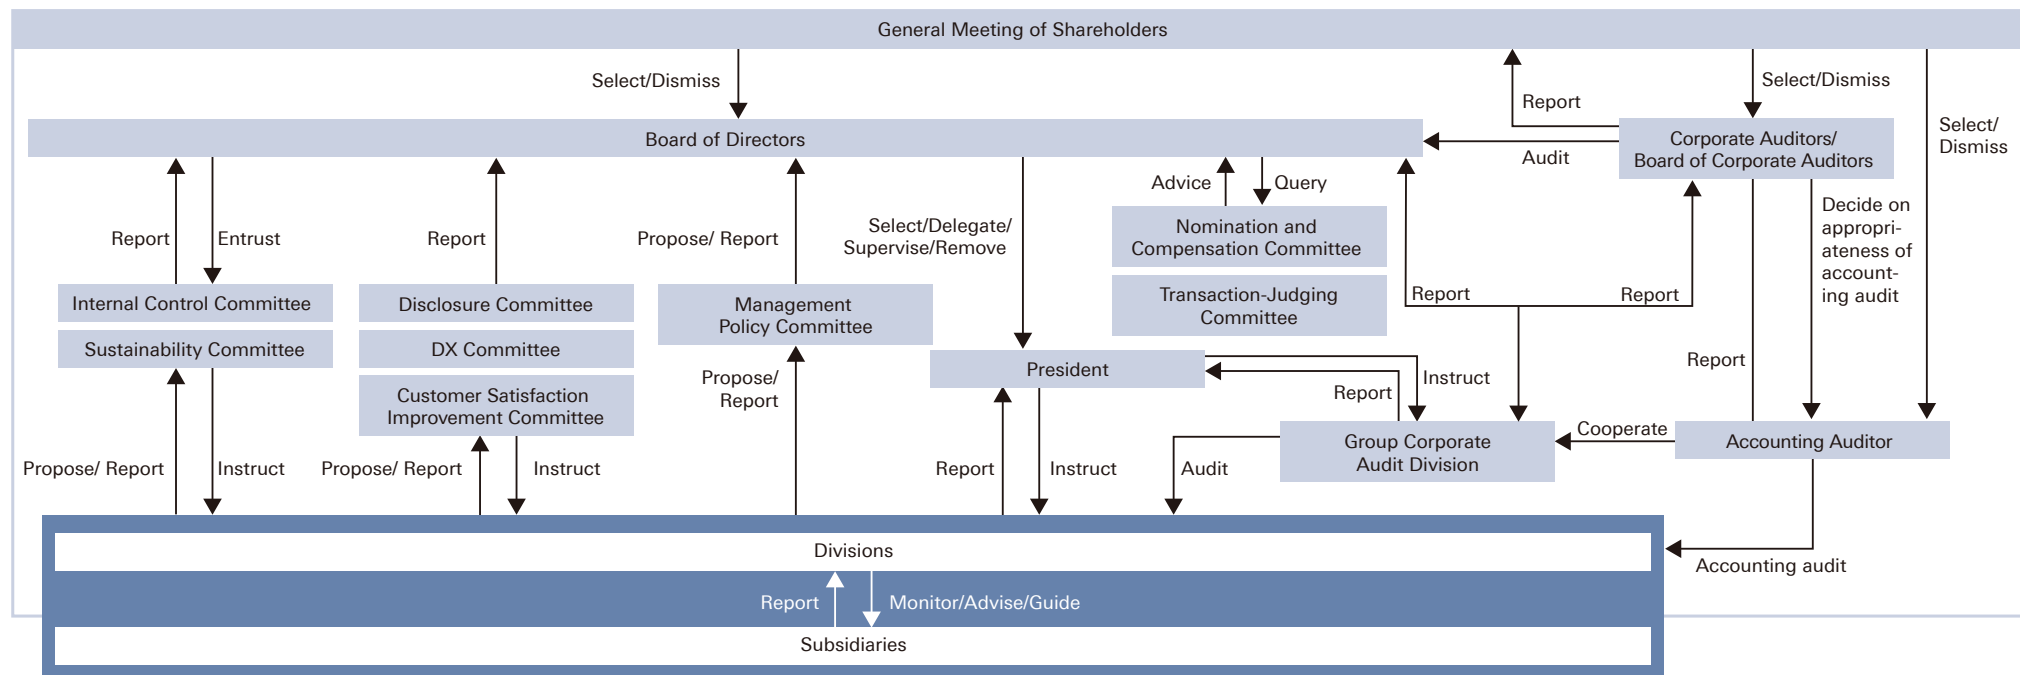 General Meeting of Shareholders
Select/Dismiss
Report
Select/Dismiss
Select/
Dismiss
Board of Directors
Audit
Corporate Auditors/
Board of Corporate Auditors
Report
Entrust
Report
Propose/ Report
Select/Delegate/
Supervise/Remove
Advice
Query
Nomination and
Compensation Committee
Transaction-Judging
Committee
Report
Report
Decide on
appropri-
ateness of
account-
ing audit
Internal Control Committee
Sustainability Committee
Disclosure Committee
DX Committee
Customer Satisfaction
Improvement Committee
Management
Policy Committee
Propose/
Report
President
Report
Instruct
Report
Group Corporate
Audit Division
Cooperate
Accounting Auditor
Propose/ Report
Instruct
Propose/ Report
Instruct
Report
Instruct
Audit
Accounting audit
Divisions
Report
Monitor/Advise/Guide
Subsidiaries